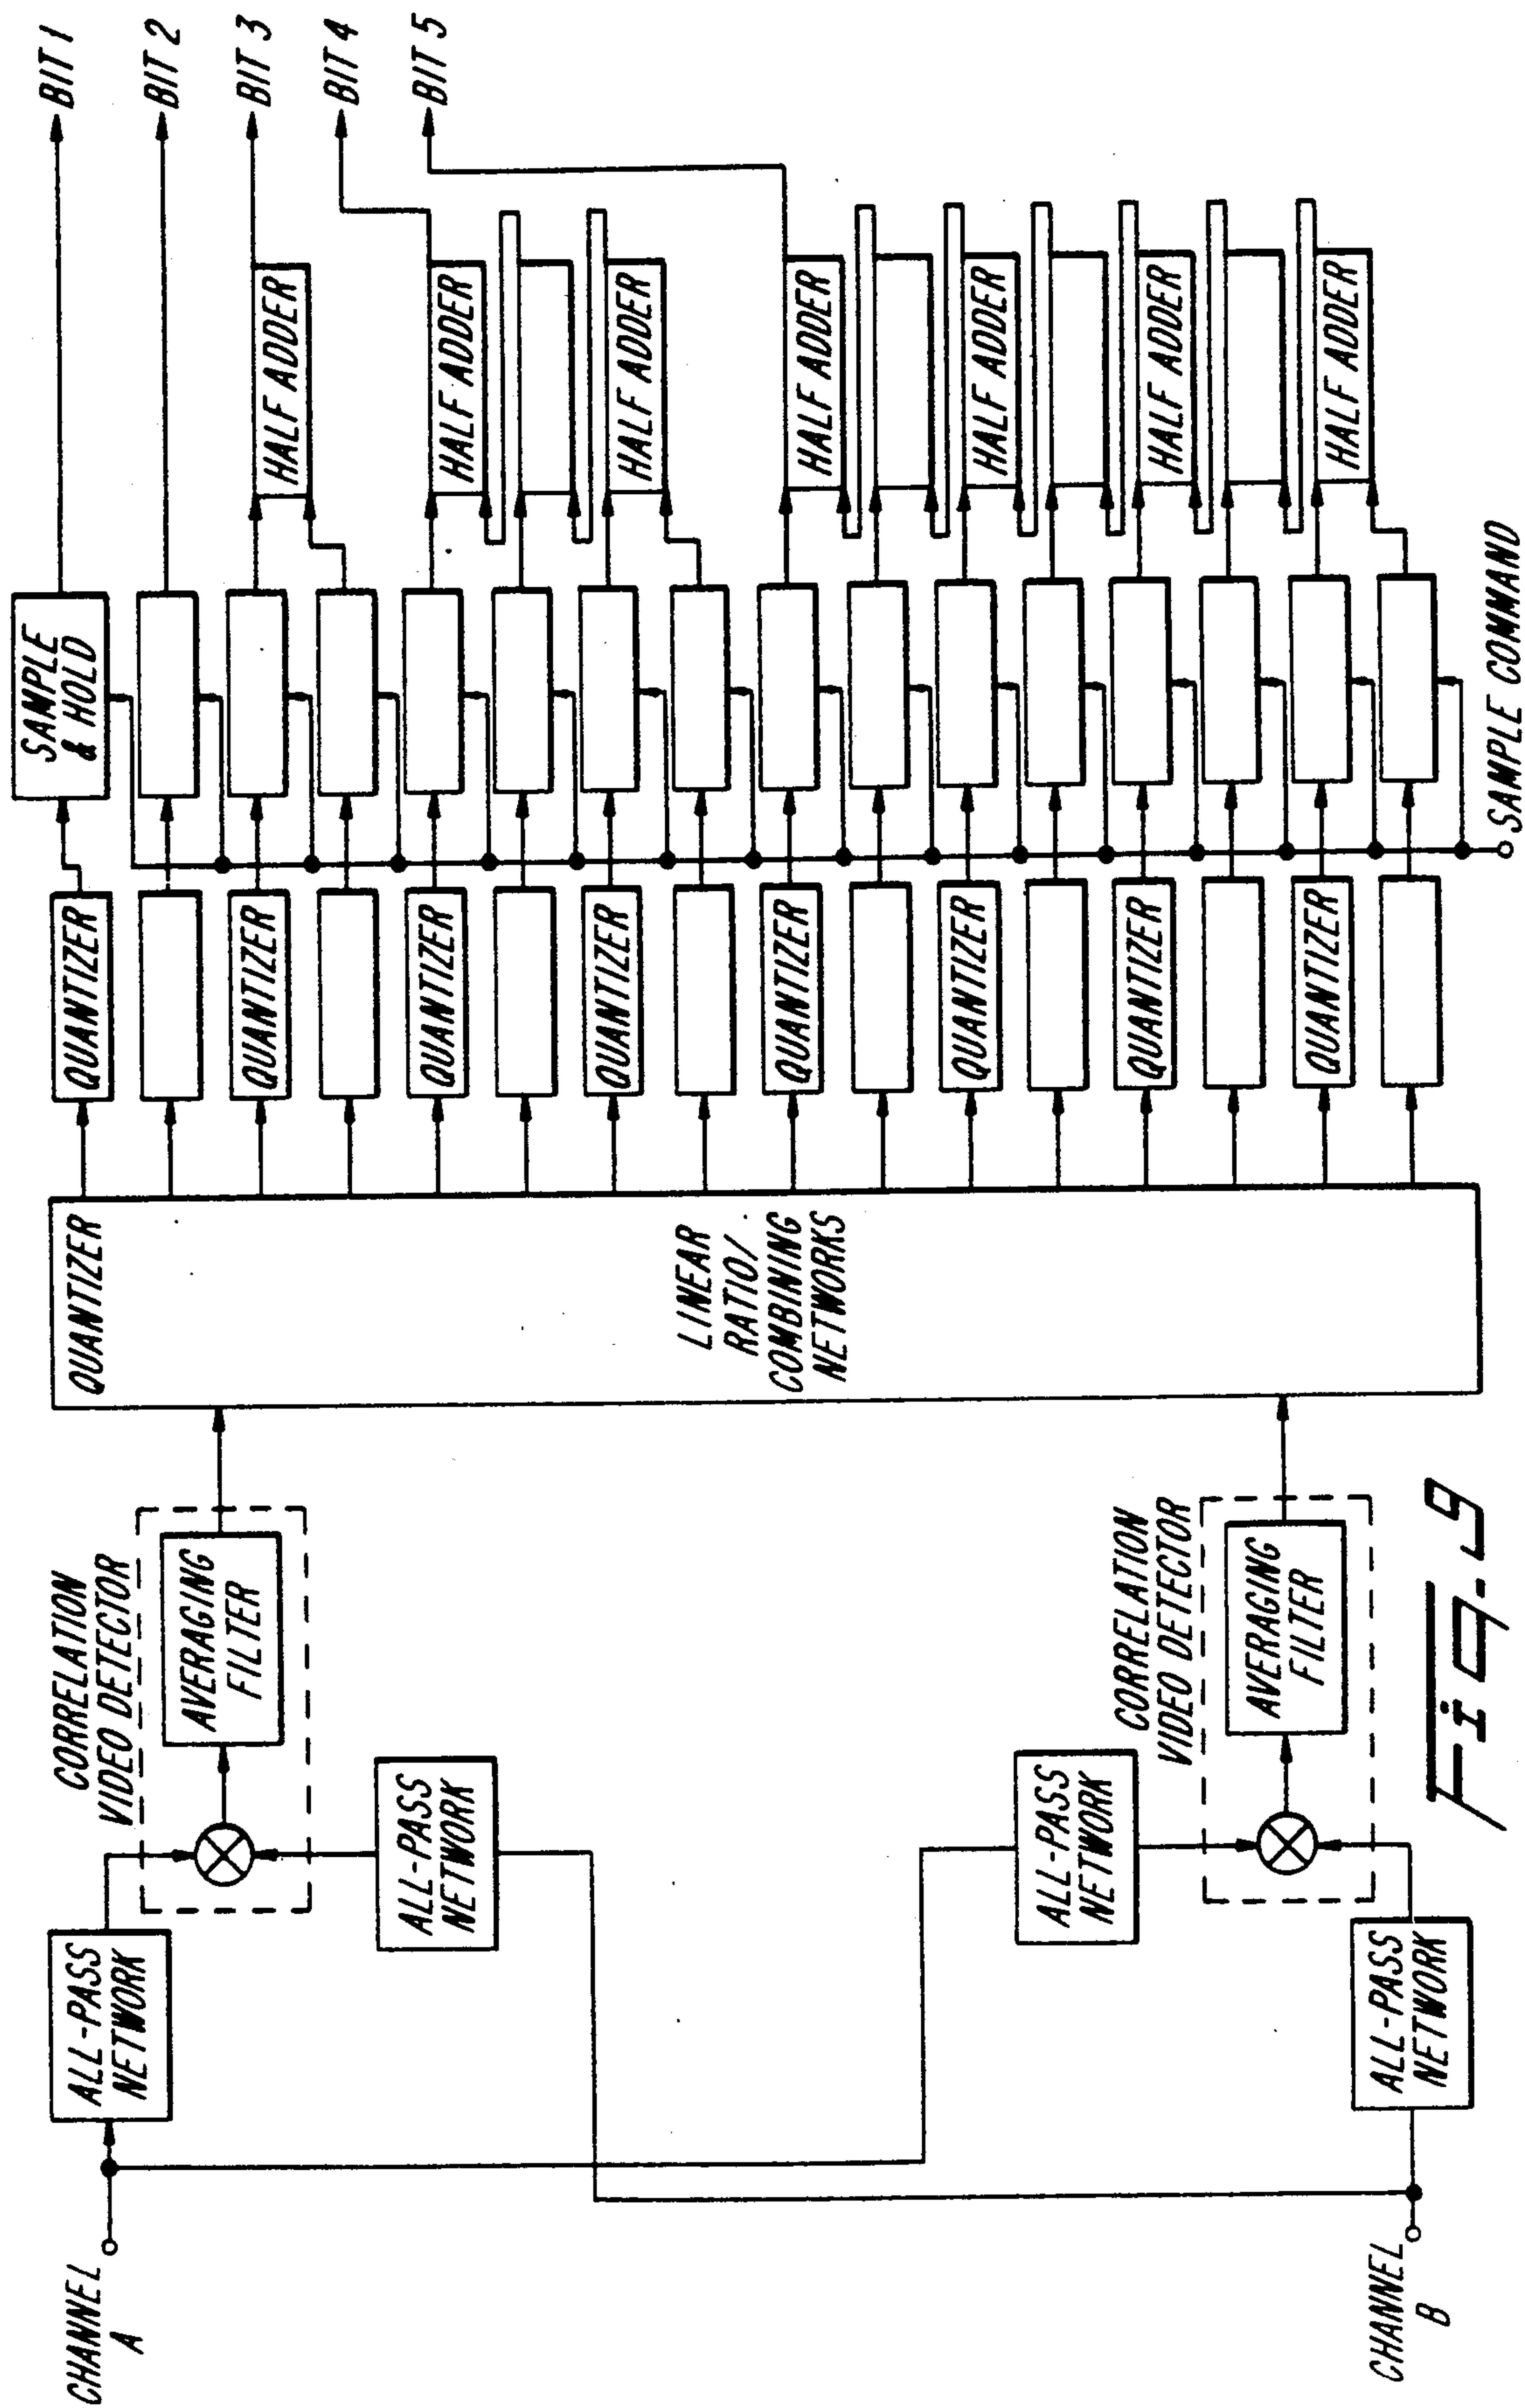 CHANNEL
A
ALL-PASS
NETWORK
CORRELATION
VIDEO DETECTOR
AVERAGING
FILTER
ALL-PASS
NETWORK
ALL-PASS
NETWORK
CORRELATION
VIDEO DETECTOR
AVERAGING
FILTER
CHANNEL
B
ALL-PASS
NETWORK
QUANTIZER
LINEAR
RATIO/
COMBINING
NETWORKS
QUANTIZER
QUANTIZER
QUANTIZER
QUANTIZER
QUANTIZER
QUANTIZER
QUANTIZER
QUANTIZER
SAMPLE
& HOLD
SAMPLE COMMAND
HALF ADDER
HALF ADDER
HALF ADDER
HALF ADDER
HALF ADDER
HALF ADDER
HALF ADDER
BIT 1
BIT 2
BIT 3
BIT 4
BIT 5
Fig. 9